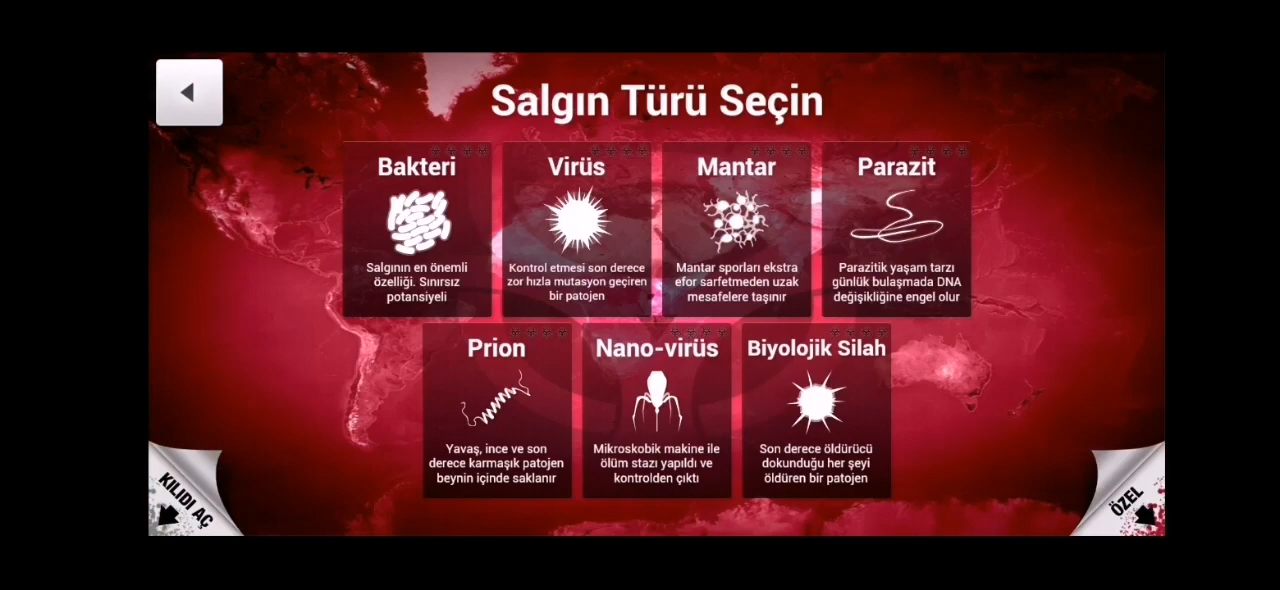 Salgın Türü Seçin
Bakteri
Salgının en önemli
özelliği. Sınırsız
potansiyeli
Virüs
Kontrol etmesi son derece
zor hızla mutasyon geçiren
bir patojen
Mantar
Mantar sporları ekstra
efor sarfetmeden uzak
mesafelere taşınır
Parazit
Parazitik yaşam tarzı
günlük bulaşmada DNA
değişikliğine engel olur
Prion
Yavaş, ince ve son
derece karmaşık patojen
beynin içinde saklanır
Nano-virüs
Mikroskobik makine ile
ölüm stazı yapıldı ve
kontrolden çıktı
Biyolojik Silah
Son derece öldürücü
dokunduğu her şeyi
öldüren bir patojen
KILIDI AÇ
ÖZEL